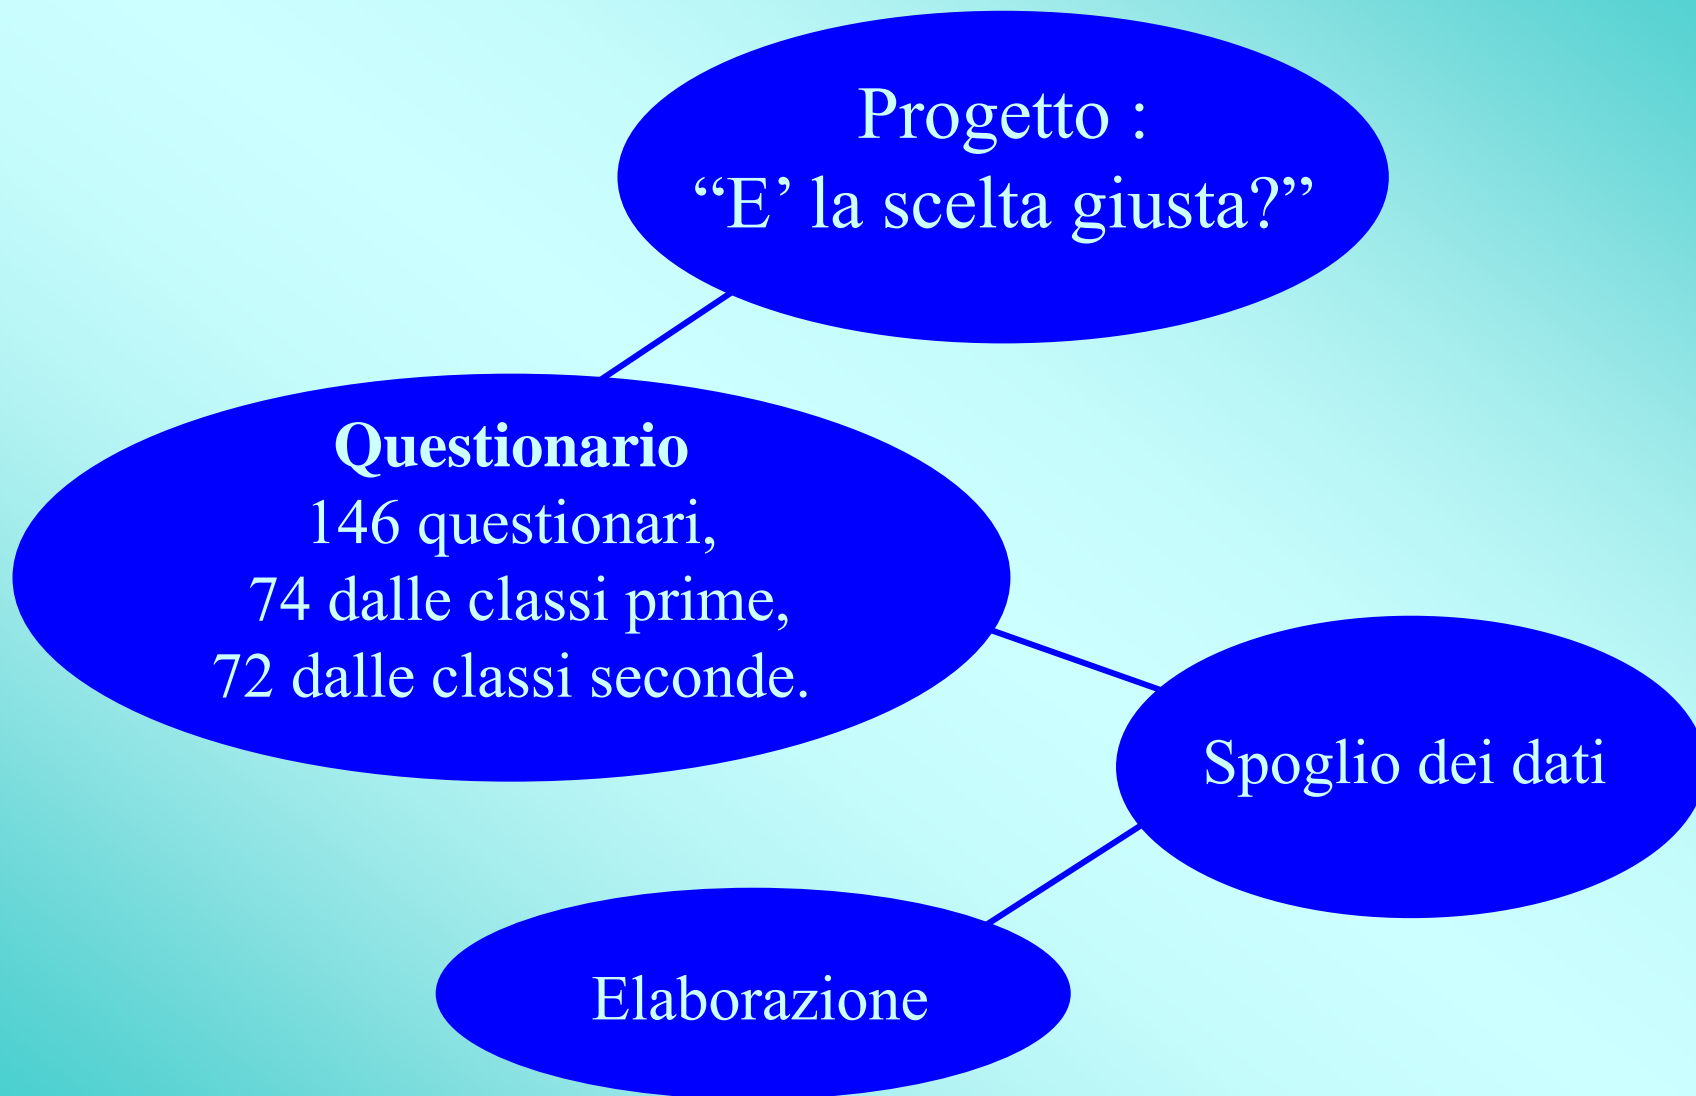 Progetto :
“E’ la scelta giusta?”
Questionario
146 questionari,
74 dalle classi prime,
72 dalle classi seconde.
Spoglio dei dati
Elaborazione